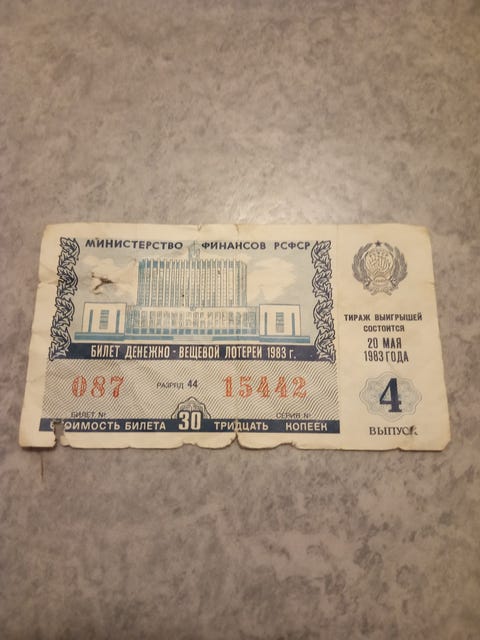 МИНИСТЕРСТВО ФИНАНСОВ РСФСР
БИЛЕТ ДЕНЕЖНО-ВЕЩЕВОЙ ЛОТЕРЕИ 1983 г.
087 РАЗРЯД 44 15442
БИЛЕТ № СЕРИЯ №
СТОИМОСТЬ БИЛЕТА 30 ТРИДЦАТЬ КОПЕЕК
ТИРАЖ ВЫИГРЫШЕЙ
СОСТОИТСЯ
20 МАЯ
1983 ГОДА
4
ВЫПУСК